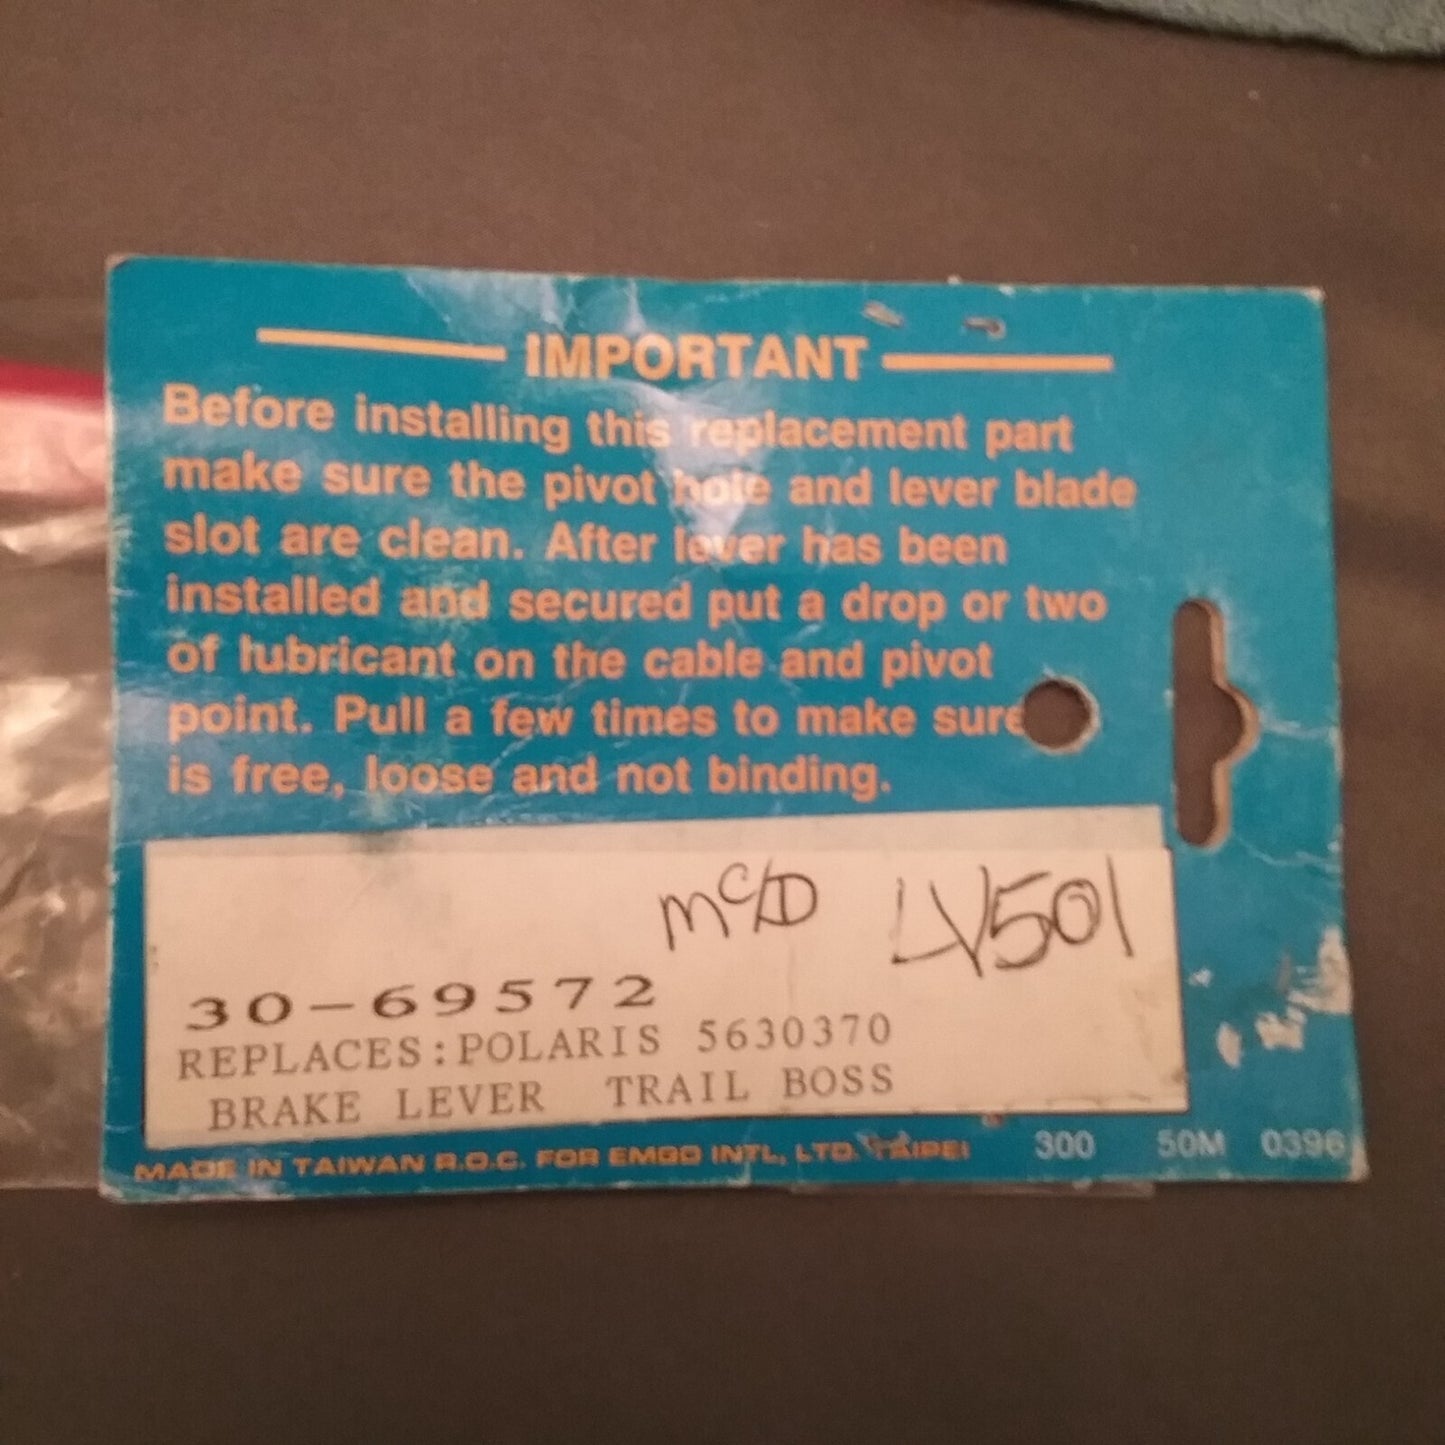 IMPORTANT
Before installing this replacement part
make sure the pivot hole and lever blade
slot are clean. After lever has been
installed and secured put a drop or two
of lubricant on the cable and pivot
point. Pull a few times to make sure
is free, loose and not binding.
McD LV501
30-69572
REPLACES:POLARIS 5630370
BRAKE LEVER TRAIL BOSS
MADE IN TAIWAN R.O.C. FOR EMGO INTL, LTD. TAIPEI 300 50M 0396